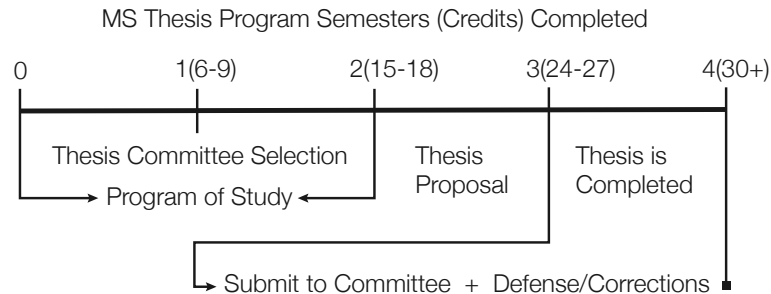 MS Thesis Program Semesters (Credits) Completed
0 1(6-9) 2(15-18) 3(24-27) 4(30+)
Thesis Committee Selection
Program of Study
Thesis
Proposal
Thesis is
Completed
Submit to Committee + Defense/Corrections